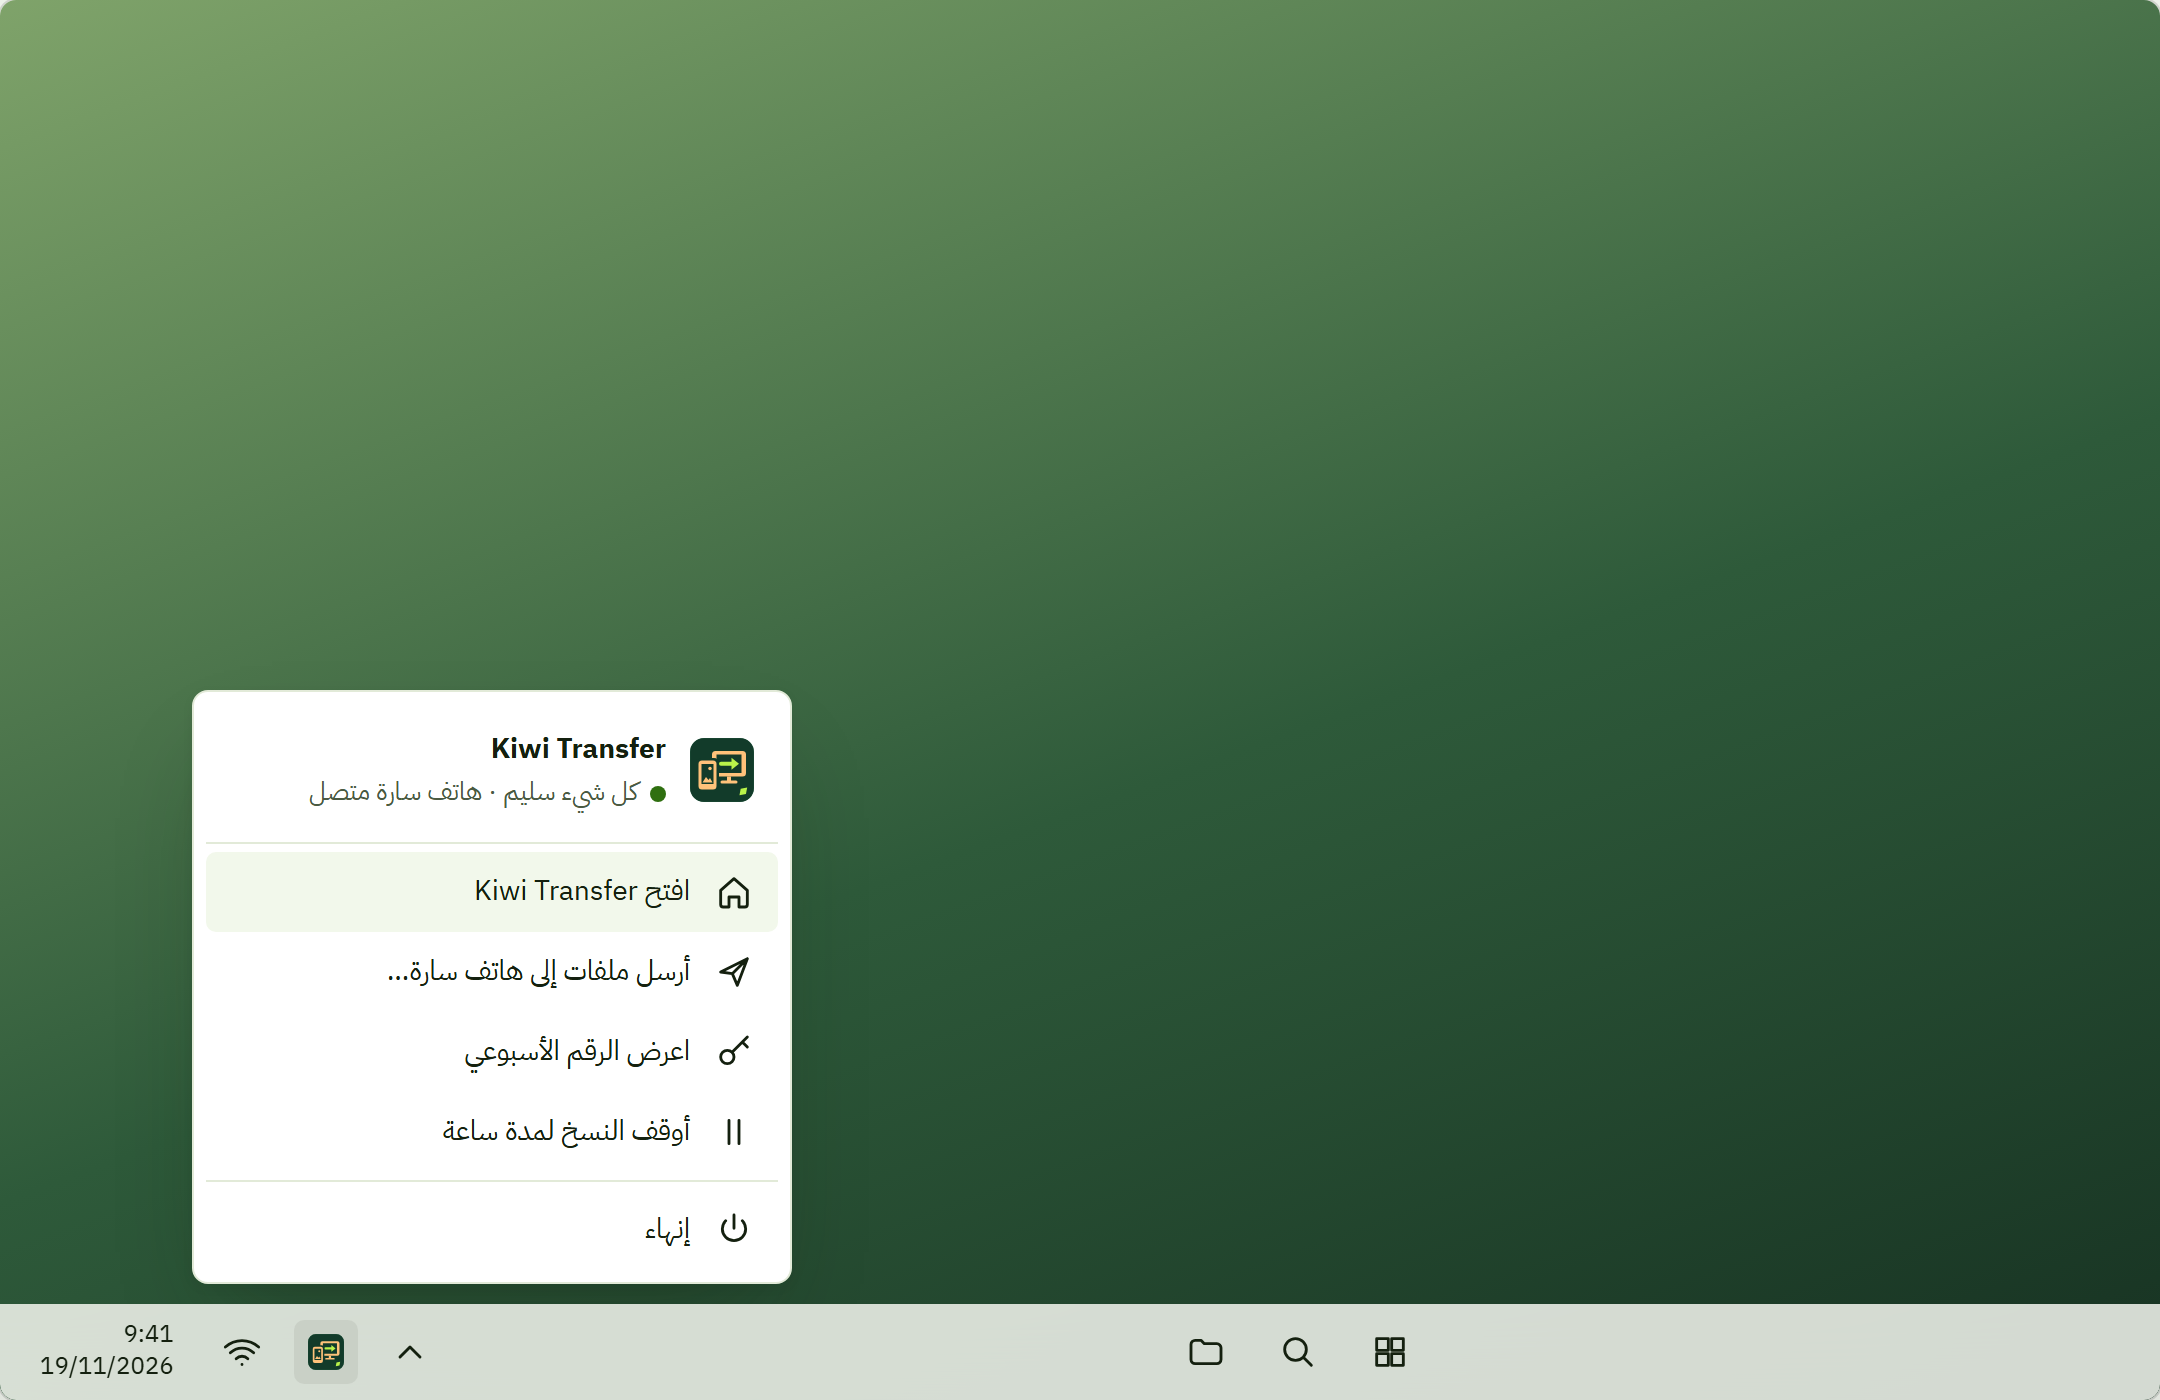 Kiwi Transfer
كل شيء سليم · هاتف سارة متصل
افتح Kiwi Transfer
أرسل ملفات إلى هاتف سارة...
اعرض الرقم الأسبوعي
أوقف النسخ لمدة ساعة
إنهاء
9:41
19/11/2026